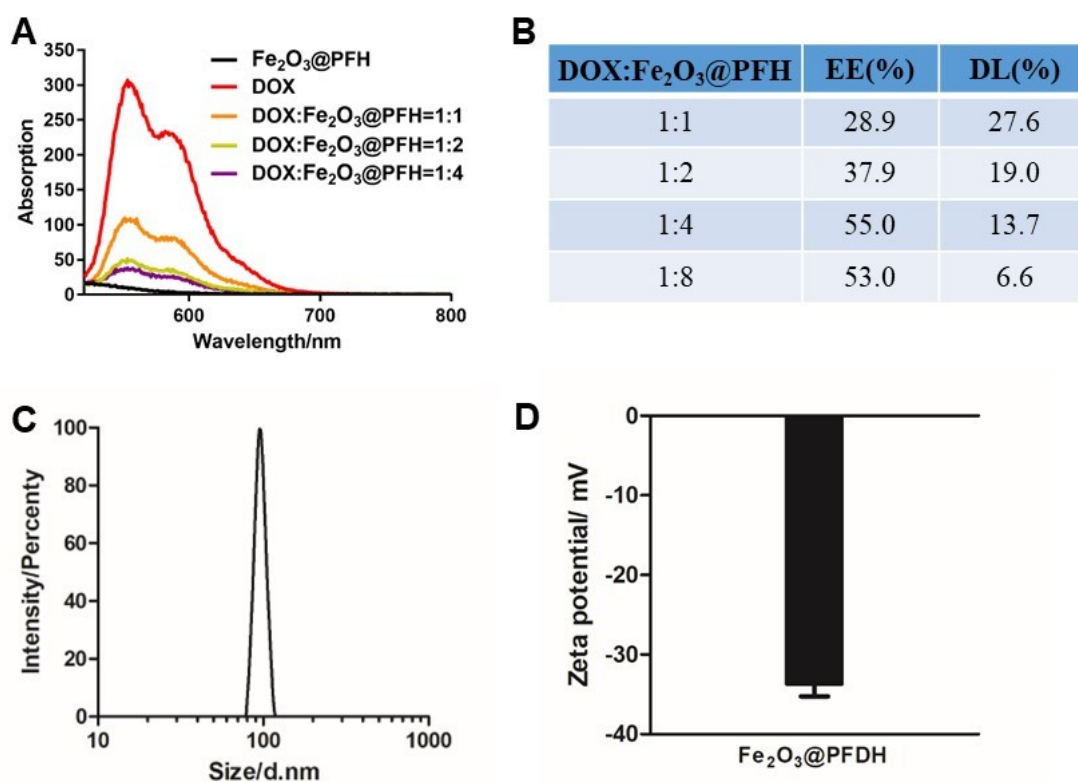 A
Absorption
350
300
250
200
150
100
50
0
600
700
800
Wavelength/nm
Fe₂O₃@PFH
DOX
DOX:Fe₂O₃@PFH=1:1
DOX:Fe₂O₃@PFH=1:2
DOX:Fe₂O₃@PFH=1:4
B
DOX:Fe₂O₃@PFH EE(%) DL(%)
1:1 28.9 27.6
1:2 37.9 19.0
1:4 55.0 13.7
1:8 53.0 6.6
C
Intensity/Percenty
100
80
60
40
20
0
10
100
1000
Size/d.nm
D
Zeta potential/ mV
0
-10
-20
-30
-40
Fe₂O₃@PFDH